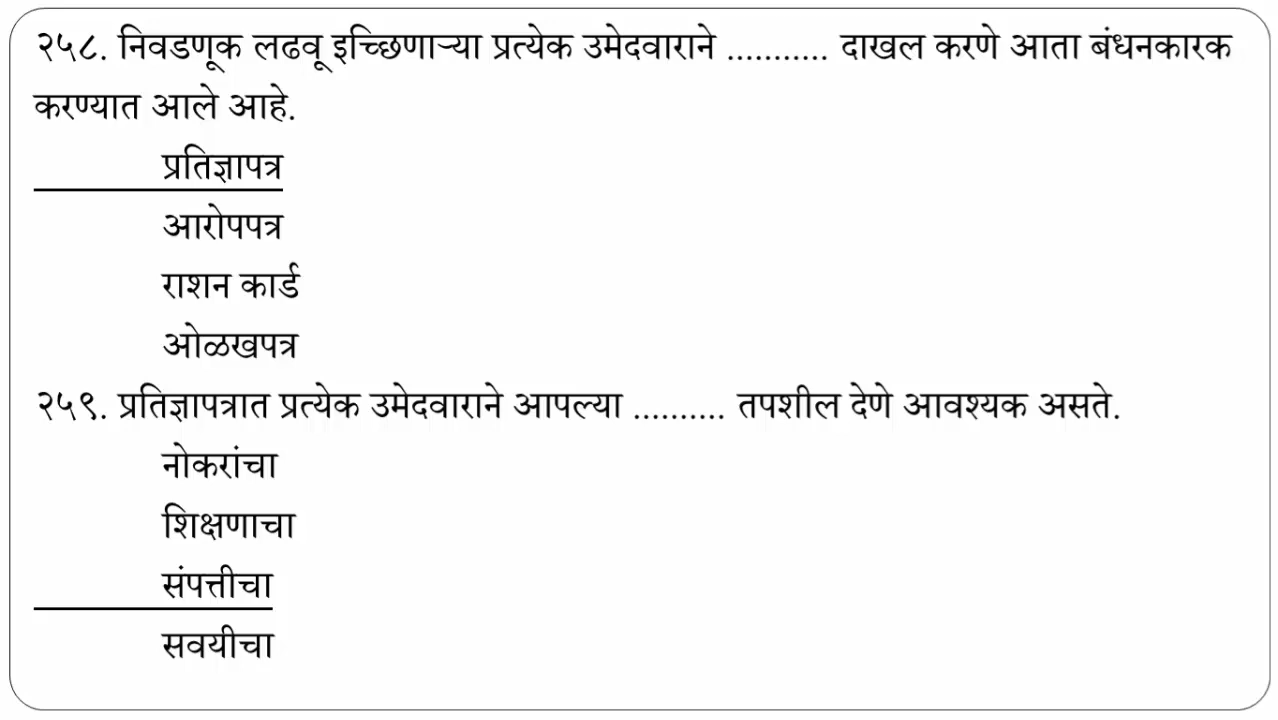 २५८. निवडणूक लढवू इच्छिणाऱ्या प्रत्येक उमेदवाराने ........... दाखल करणे आता बंधनकारक
करण्यात आले आहे.
प्रतिज्ञापत्र
आरोपपत्र
राशन कार्ड
ओळखपत्र
२५९. प्रतिज्ञापत्रात प्रत्येक उमेदवाराने आपल्या .......... तपशील देणे आवश्यक असते.
नोकरांचा
शिक्षणाचा
संपत्तीचा
सवयीचा